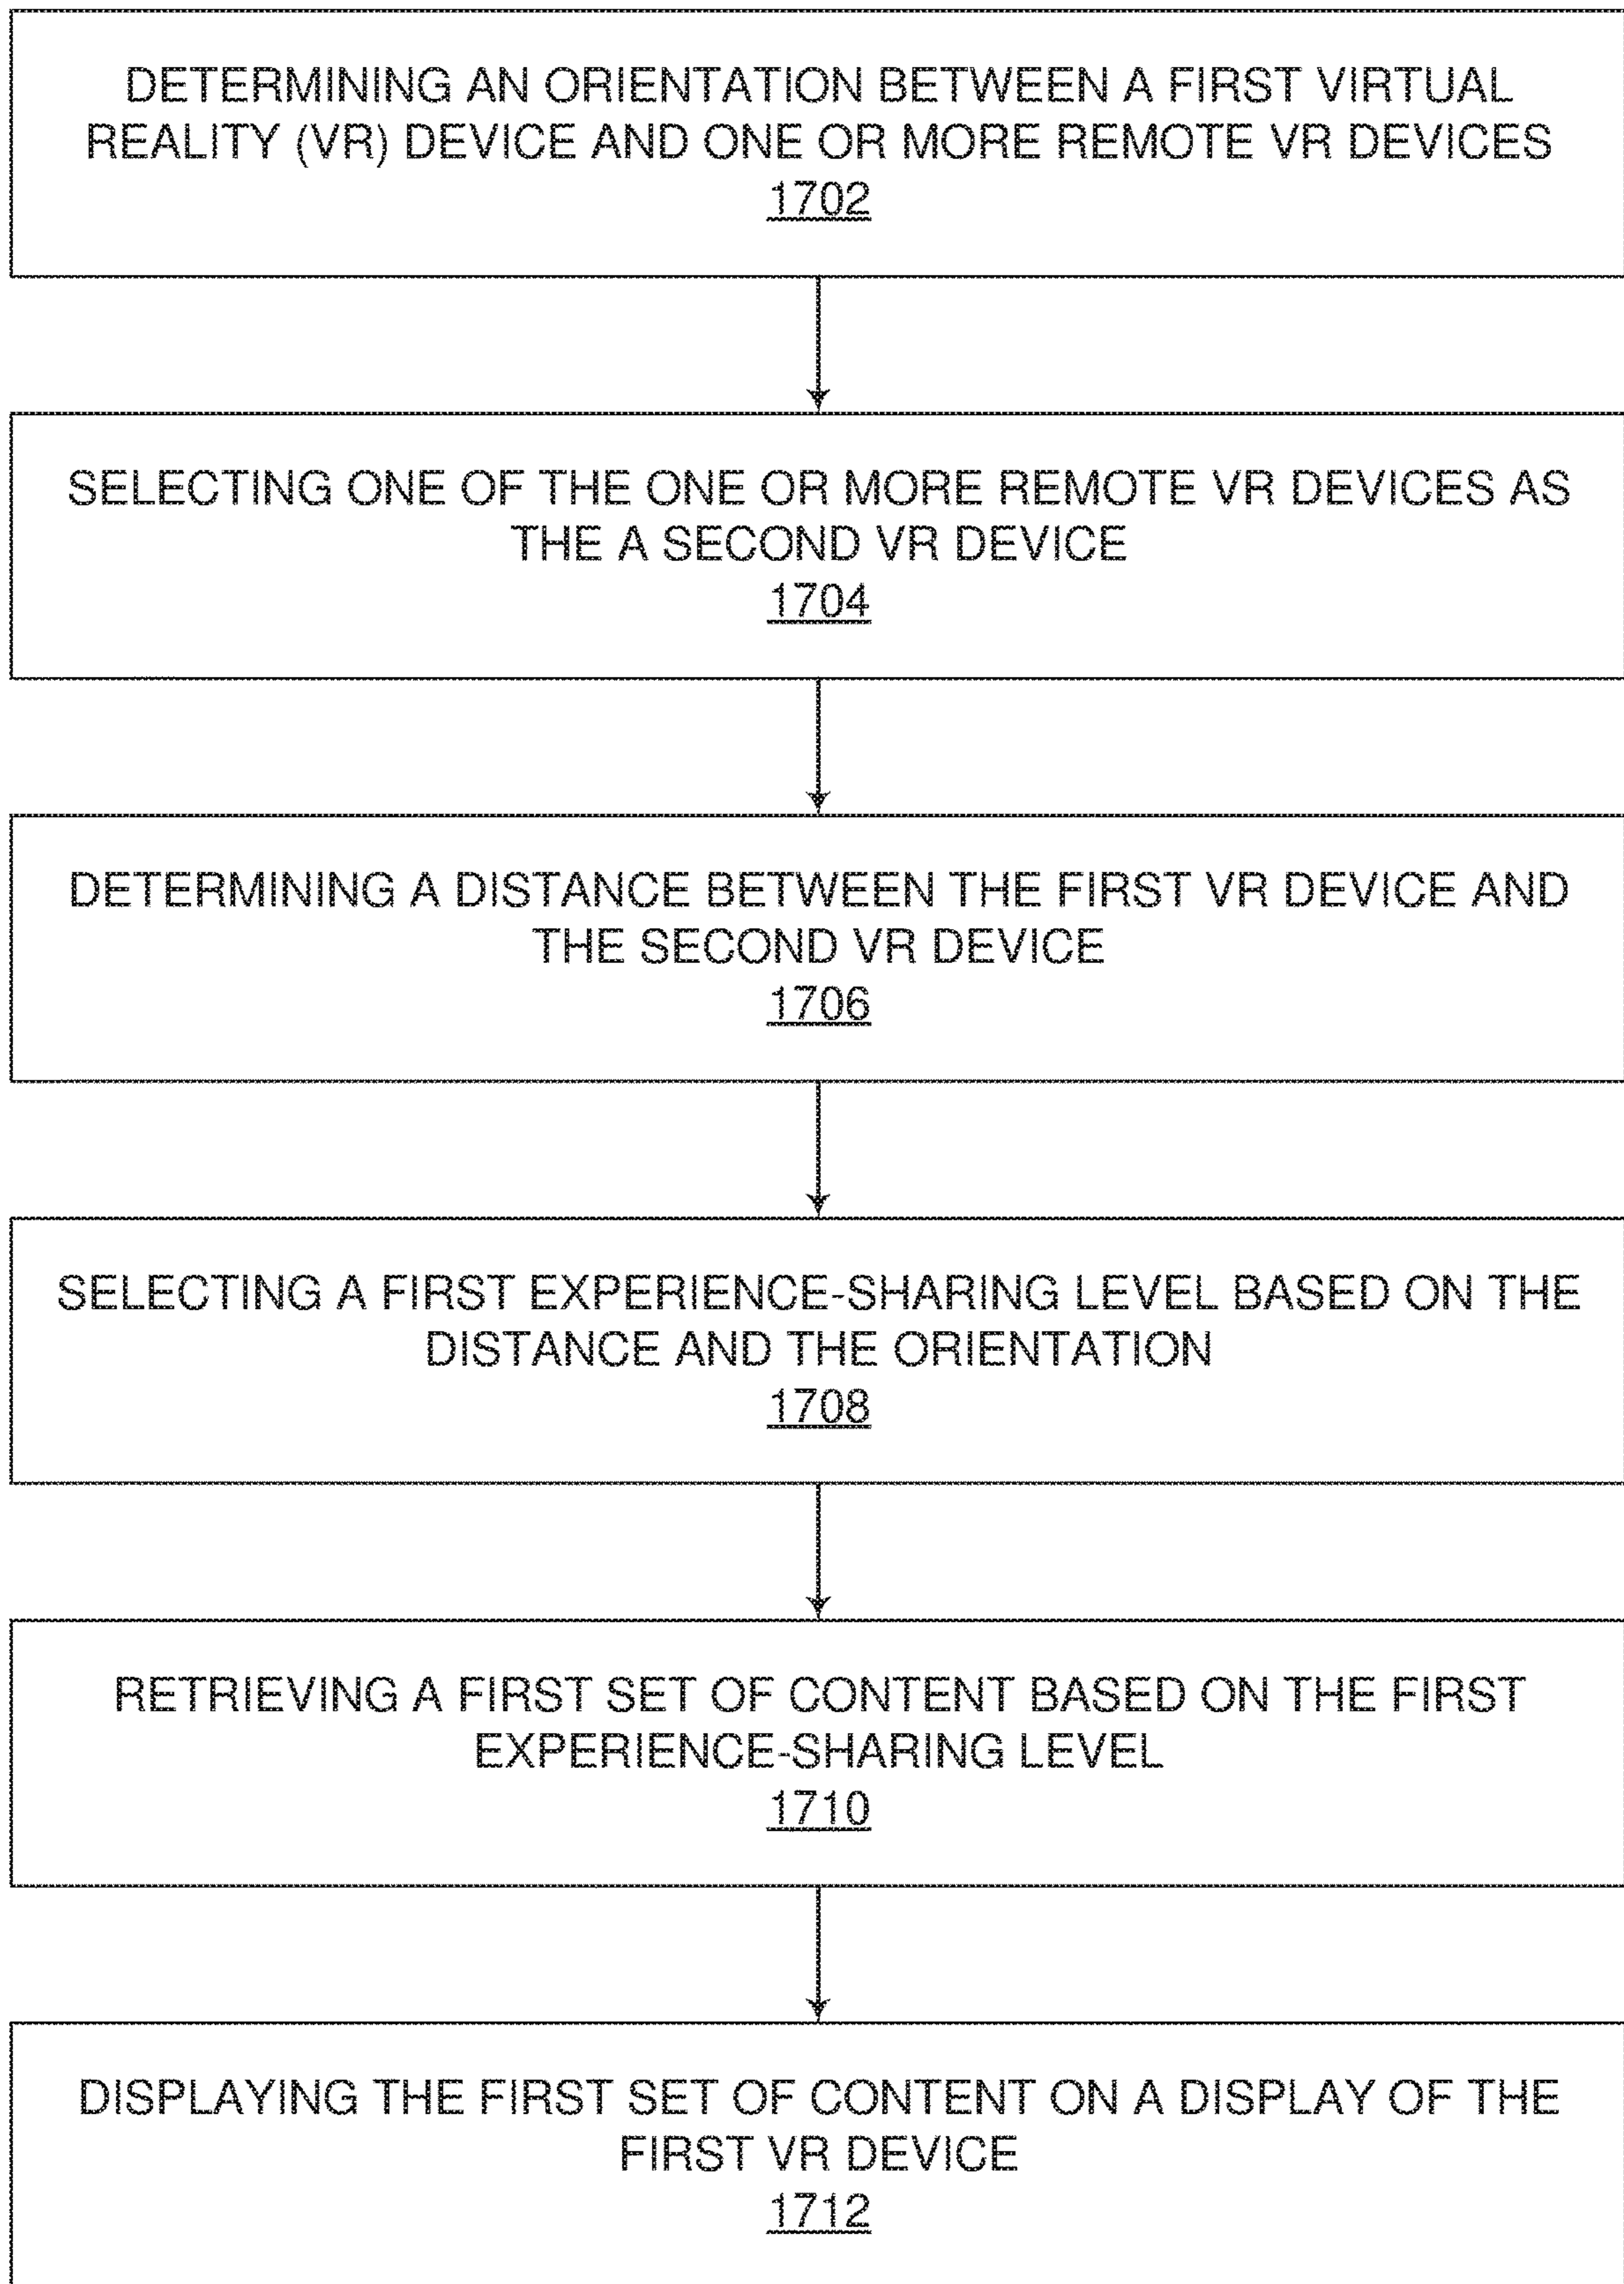 DETERMINING AN ORIENTATION BETWEEN A FIRST VIRTUAL
REALITY (VR) DEVICE AND ONE OR MORE REMOTE VR DEVICES
1702
SELECTING ONE OF THE ONE OR MORE REMOTE VR DEVICES AS
THE A SECOND VR DEVICE
1704
DETERMINING A DISTANCE BETWEEN THE FIRST VR DEVICE AND
THE SECOND VR DEVICE
1706
SELECTING A FIRST EXPERIENCE-SHARING LEVEL BASED ON THE
DISTANCE AND THE ORIENTATION
1708
RETRIEVING A FIRST SET OF CONTENT BASED ON THE FIRST
EXPERIENCE-SHARING LEVEL
1710
DISPLAYING THE FIRST SET OF CONTENT ON A DISPLAY OF THE
FIRST VR DEVICE
1712